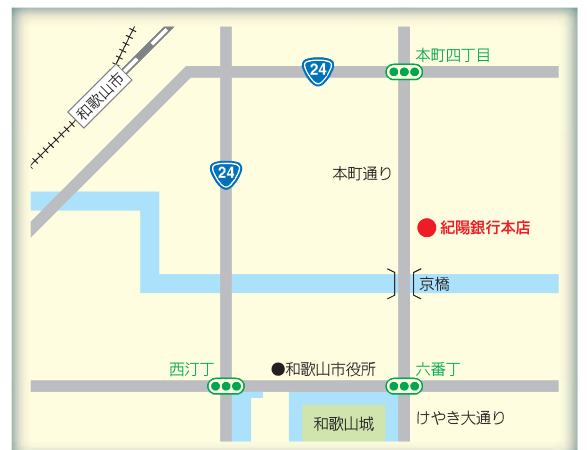 本町四丁目
24
和歌山市
24
本町通り
紀陽銀行本店
京橋
西汀丁
和歌山市役所
六番丁
和歌山城
けやき大通り